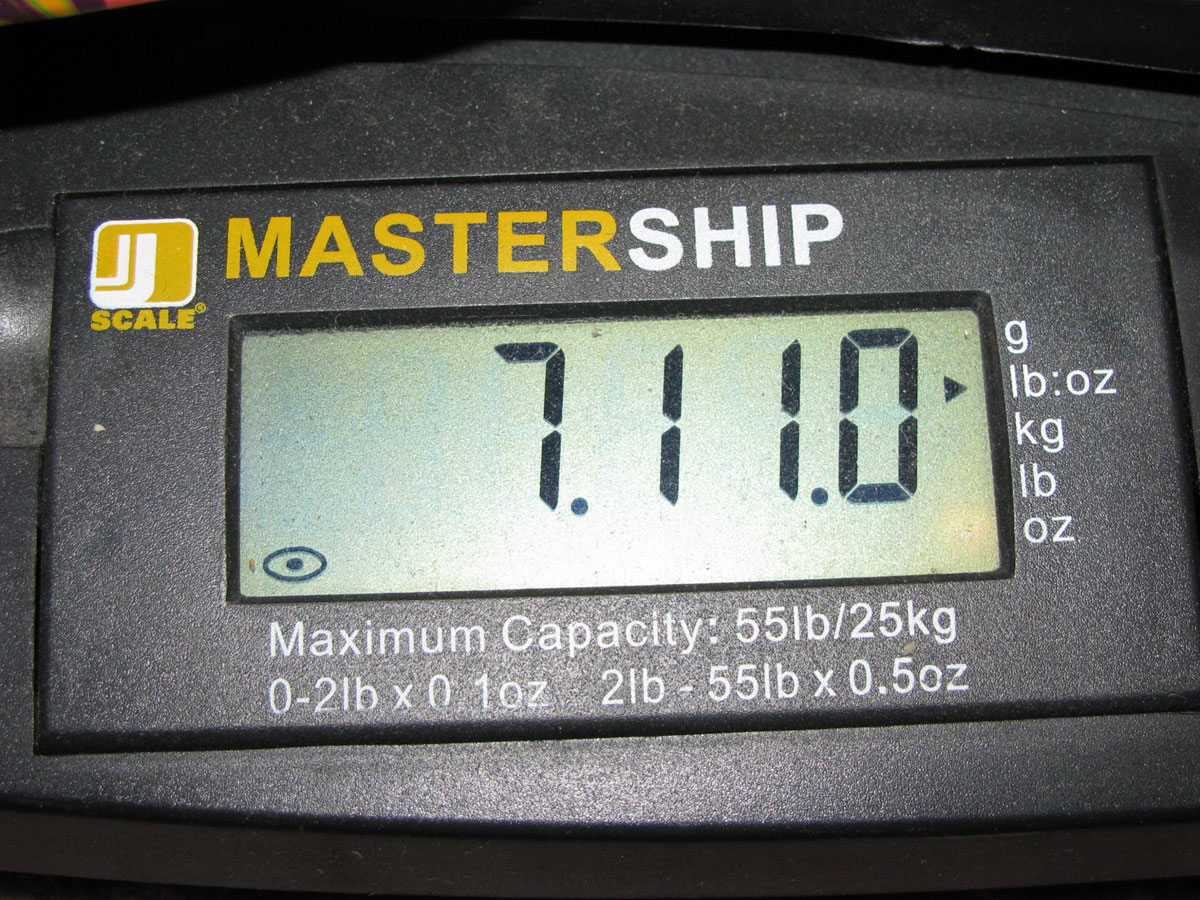 MASTERSHIP
SCALE®
7.11.0
g
lb:oz
kg
lb
oz
Maximum Capacity: 55lb/25kg
0-2lb x 0.1oz 2lb - 55lb x 0.5oz